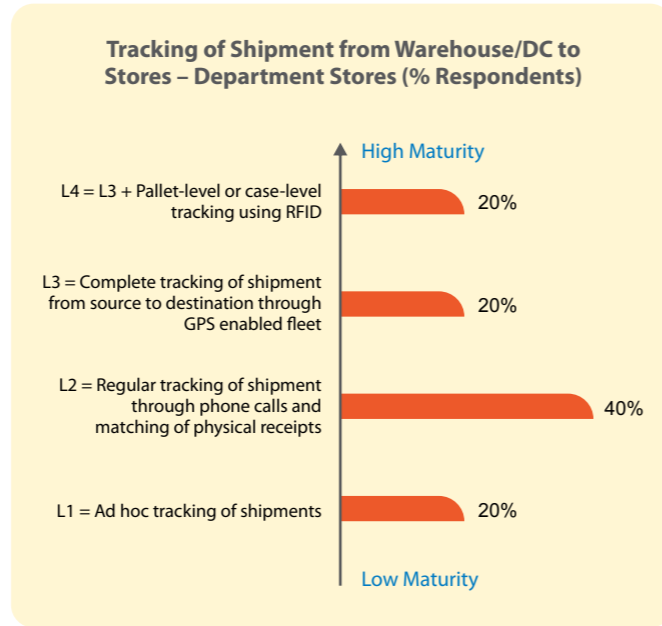 Tracking of Shipment from Warehouse/DC to
Stores – Department Stores (% Respondents)
High Maturity
L4 = L3 + Pallet-level or case-level
tracking using RFID
20%
L3 = Complete tracking of shipment
from source to destination through
GPS enabled fleet
20%
L2 = Regular tracking of shipment
through phone calls and
matching of physical receipts
40%
L1 = Ad hoc tracking of shipments
20%
Low Maturity